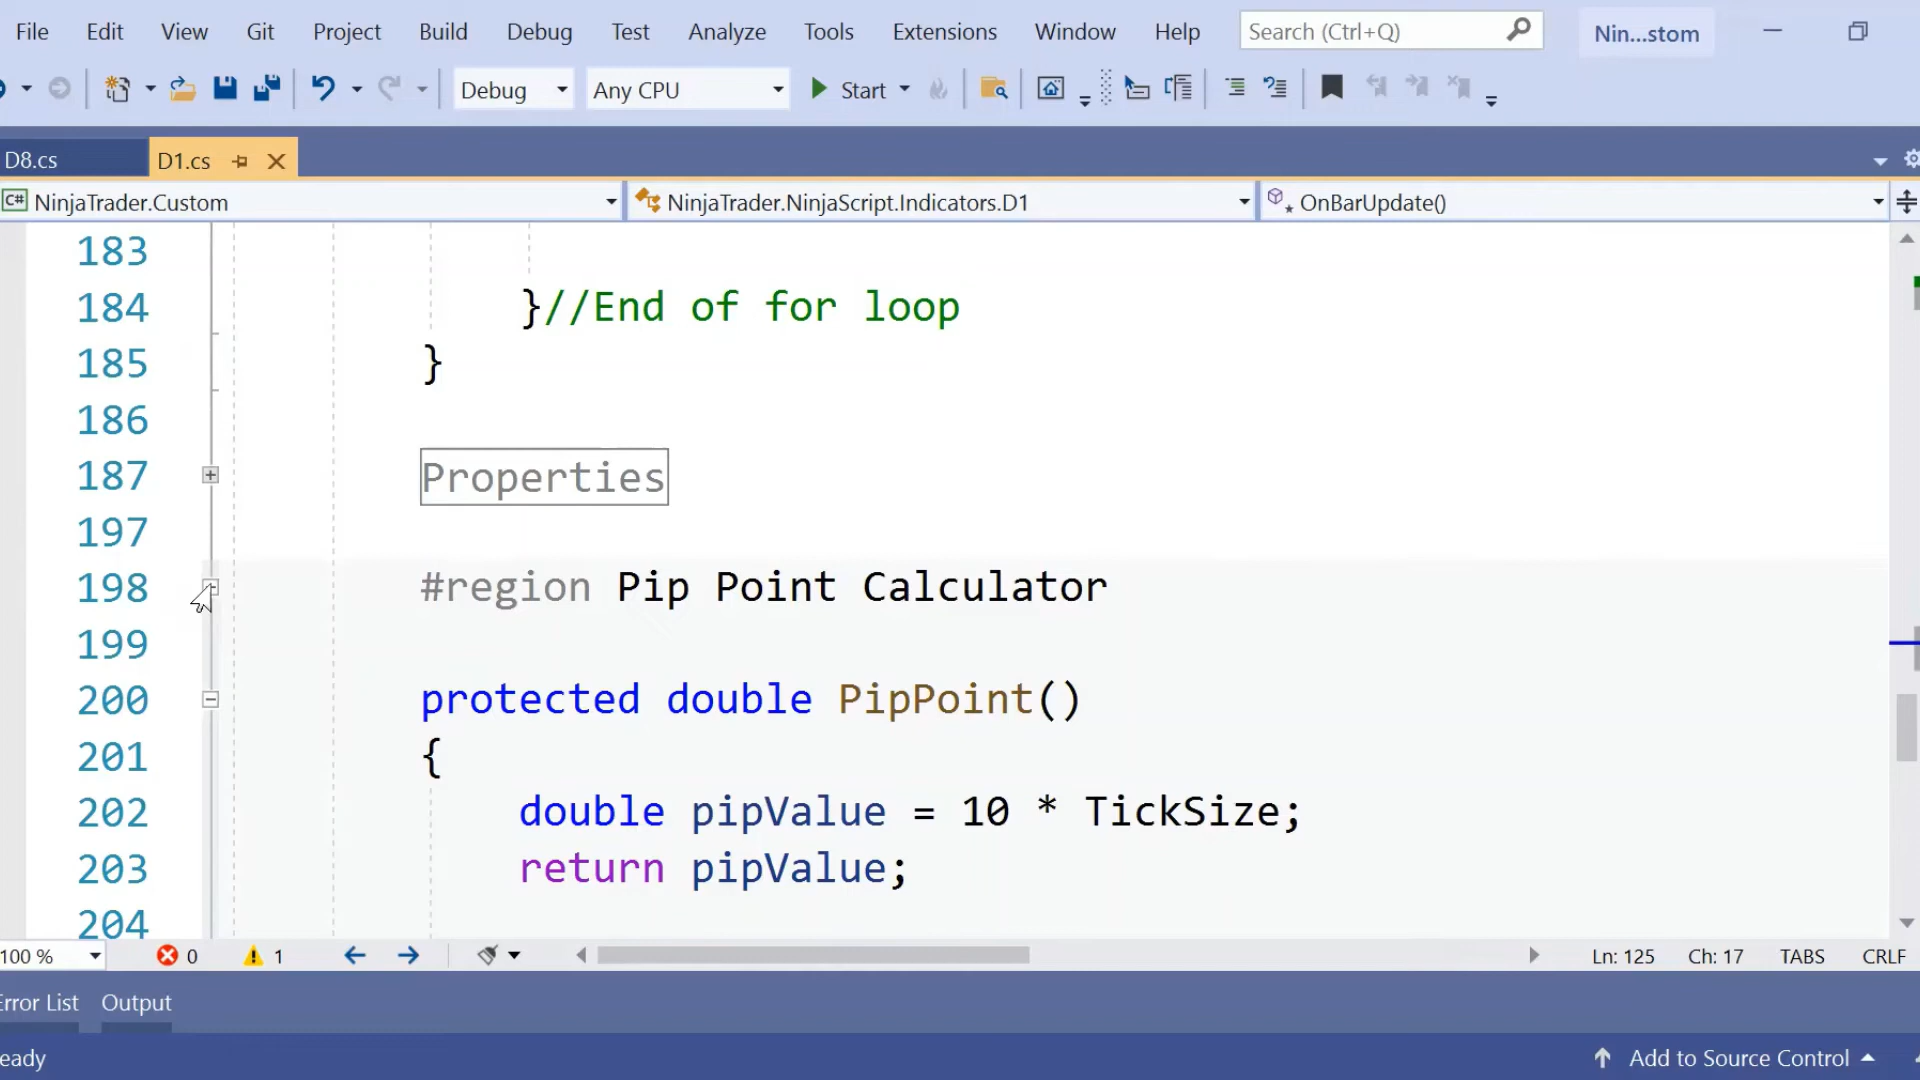 File Edit View Git Project Build Debug Test Analyze Tools Extensions Window Help Search (Ctrl+Q) Nin...stom
Debug Any CPU Start
D8.cs D1.cs
C# NinjaTrader.Custom NinjaTrader.NinjaScript.Indicators.D1 OnBarUpdate()
183
184 }//End of for loop
185 }
186
187 Properties
197
198 #region Pip Point Calculator
199
200 protected double PipPoint()
201 {
202 double pipValue = 10 * TickSize;
203 return pipValue;
204
100 % 0 1 Ln: 125 Ch: 17 TABS CRLF
Error List Output
eady Add to Source Control